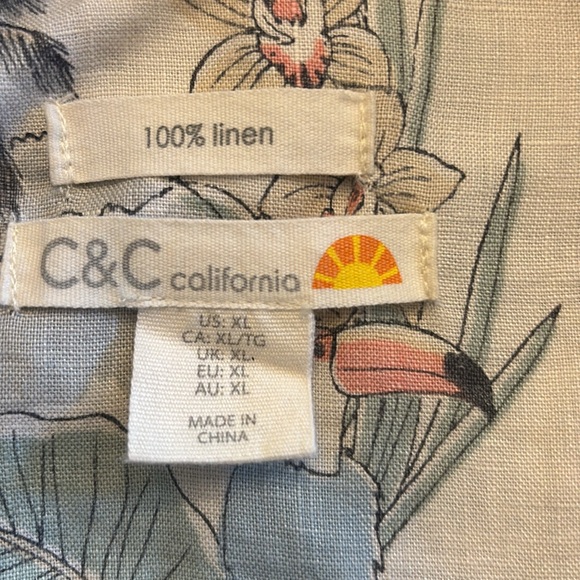 100% linen
C&C california
US: XL
CA: XL/TG
UK: XL.
EU: XL
AU: XL
MADE IN
CHINA